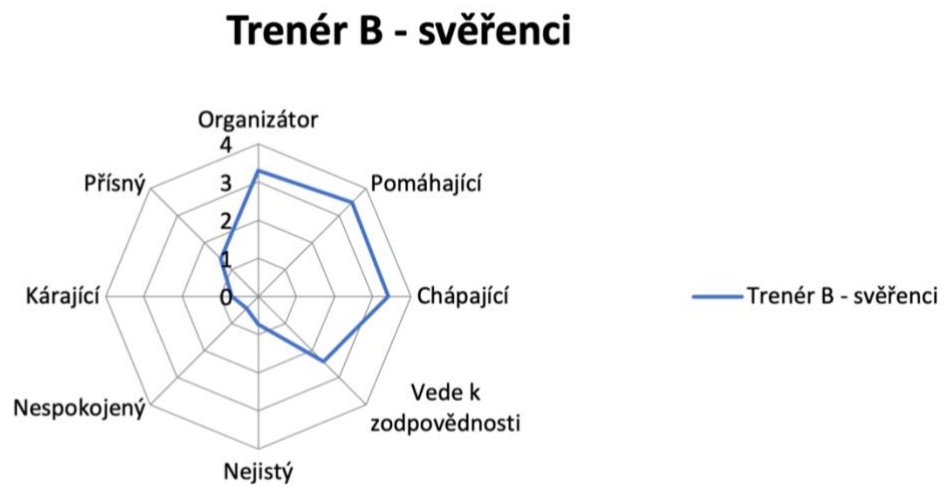 Trenér B - svěřenci
Organizátor
4
Přísný
3
Pomáhající
2
1
Kárající
0
Chápající
Trenér B - svěřenci
Vede k
zodpovědnosti
Nespokojený
Nejistý